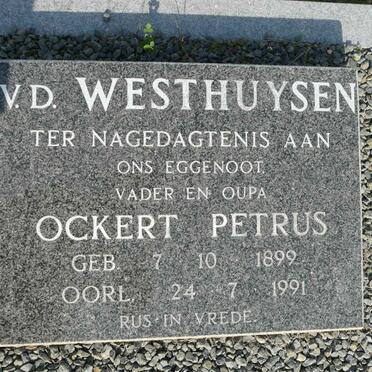 V.D. WESTHUYSEN
TER NAGEDAGTENIS AAN
ONS EGGENOOT,
VADER EN OUPA
OCKERT PETRUS
GEB. 7 10 1899
OORL. 24 7 1991
RUS IN VREDE